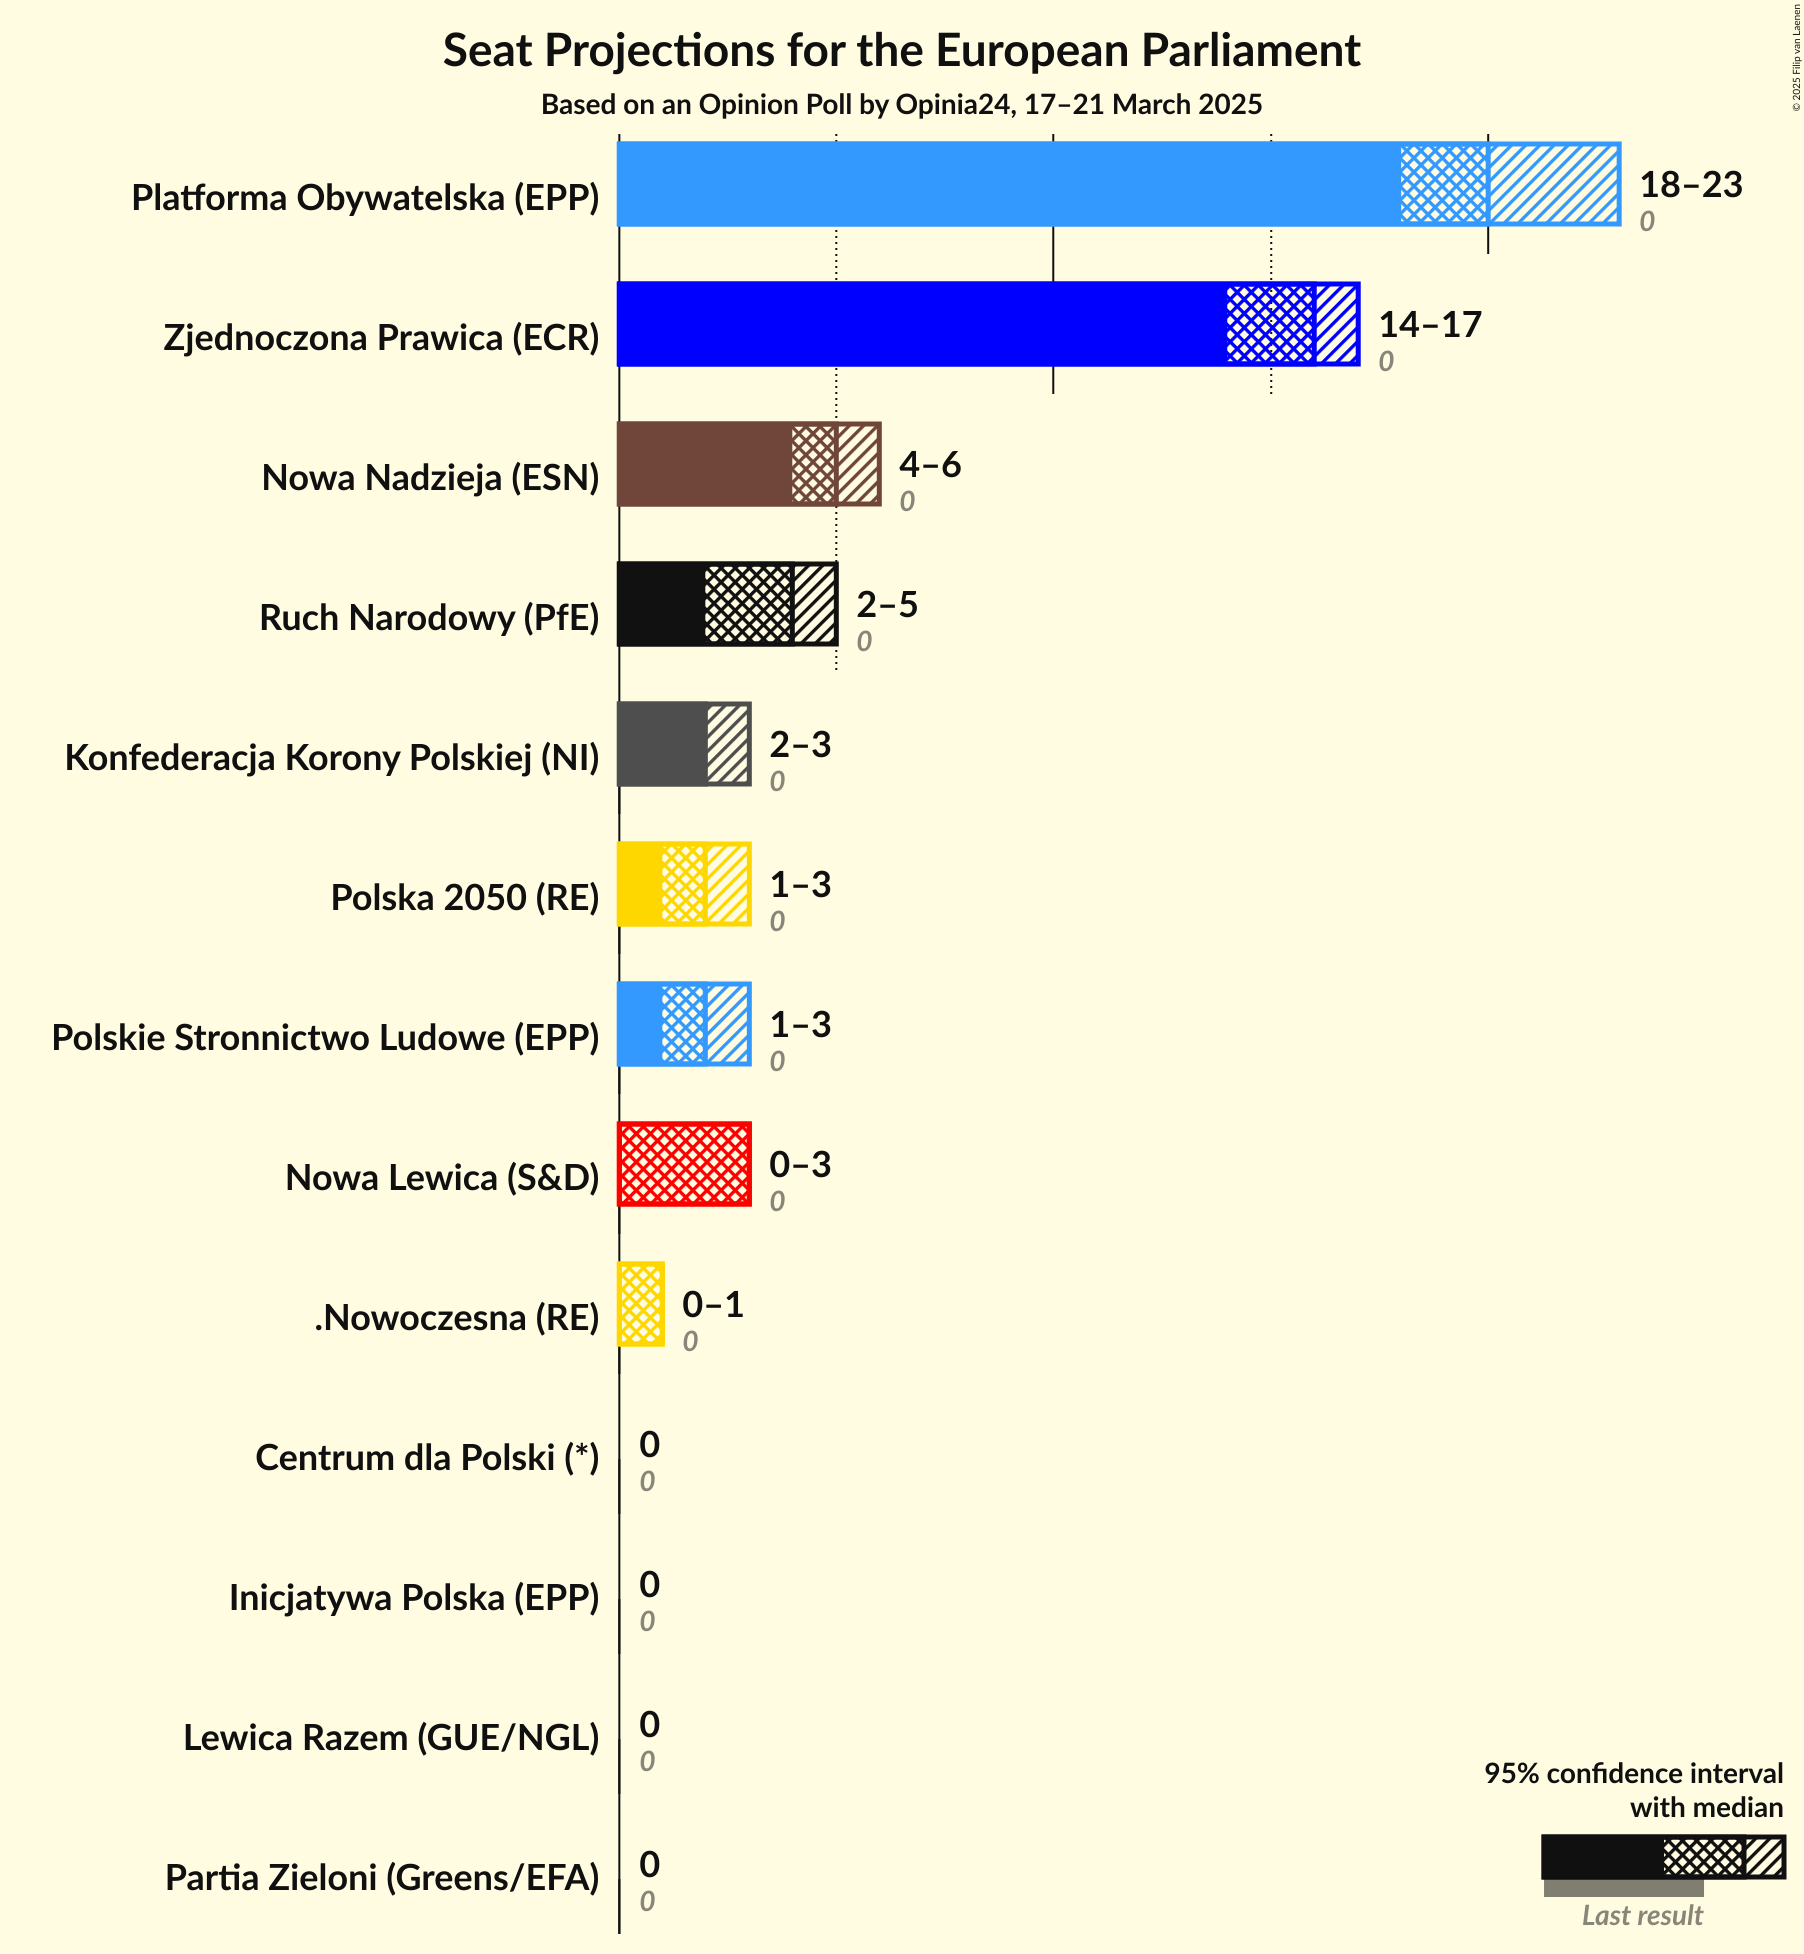 Seat Projections for the European Parliament
Based on an Opinion Poll by Opinia24, 17–21 March 2025
© 2025 Filip van Laenen
Platforma Obywatelska (EPP)
18–23
0
Zjednoczona Prawica (ECR)
14–17
0
Nowa Nadzieja (ESN)
4–6
0
Ruch Narodowy (PfE)
2–5
0
Konfederacja Korony Polskiej (NI)
2–3
0
Polska 2050 (RE)
1–3
0
Polskie Stronnictwo Ludowe (EPP)
1–3
0
Nowa Lewica (S&D)
0–3
0
.Nowoczesna (RE)
0–1
0
Centrum dla Polski (*)
0
0
Inicjatywa Polska (EPP)
0
0
Lewica Razem (GUE/NGL)
0
0
Partia Zieloni (Greens/EFA)
0
0
95% confidence interval
with median
Last result